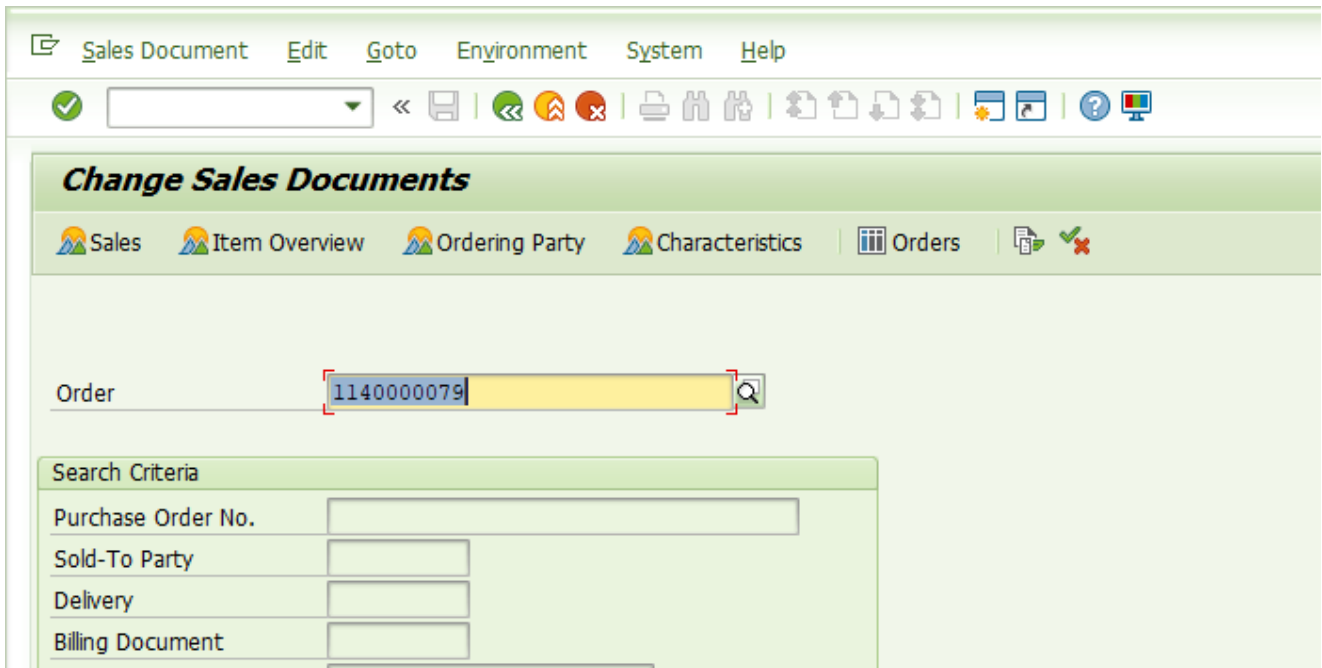 Sales Document Edit Goto Environment System Help
Change Sales Documents
Sales Item Overview Ordering Party Characteristics Orders
Order 1140000079
Search Criteria
Purchase Order No.
Sold-To Party
Delivery
Billing Document